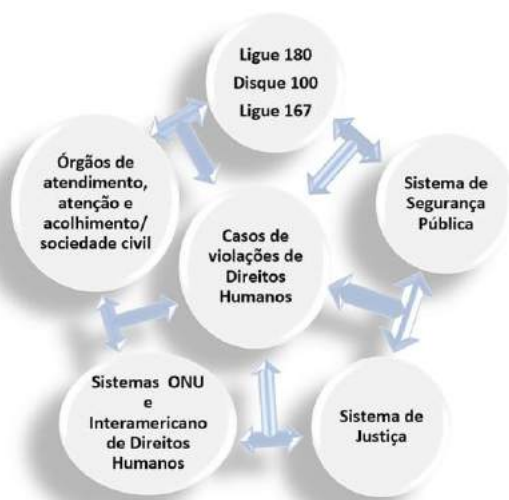 Ligue 180
Disque 100
Ligue 167
Órgãos de
atendimento,
atenção e
acolhimento/
sociedade civil
Sistema de
Segurança
Pública
Casos de
violações de
Direitos
Humanos
Sistemas ONU
e
Interamericano
de Direitos
Humanos
Sistema de
Justiça